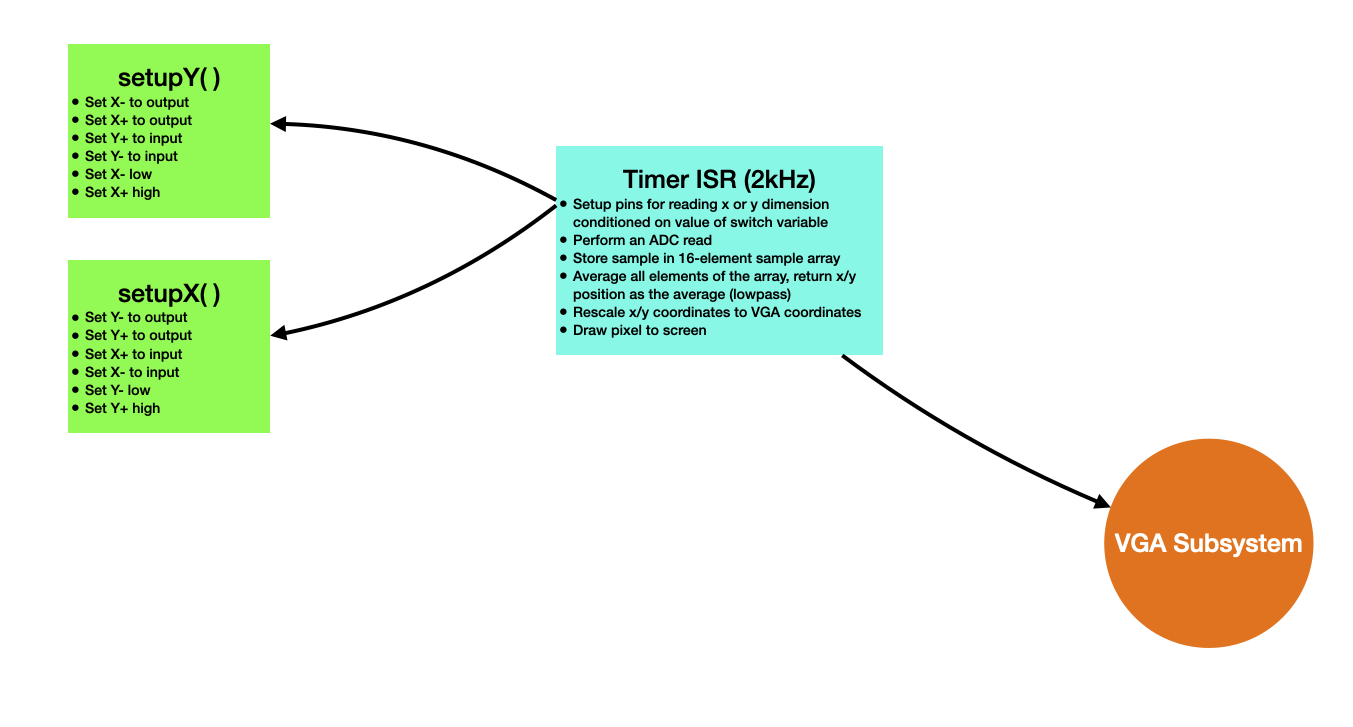 setupY( )
• Set X- to output
• Set X+ to output
• Set Y+ to input
• Set Y- to input
• Set X- low
• Set X+ high
setupX( )
• Set Y- to output
• Set Y+ to output
• Set X+ to input
• Set X- to input
• Set Y- low
• Set Y+ high
Timer ISR (2kHz)
• Setup pins for reading x or y dimension
conditioned on value of switch variable
• Perform an ADC read
• Store sample in 16-element sample array
• Average all elements of the array, return x/y
position as the average (lowpass)
• Rescale x/y coordinates to VGA coordinates
• Draw pixel to screen
VGA Subsystem